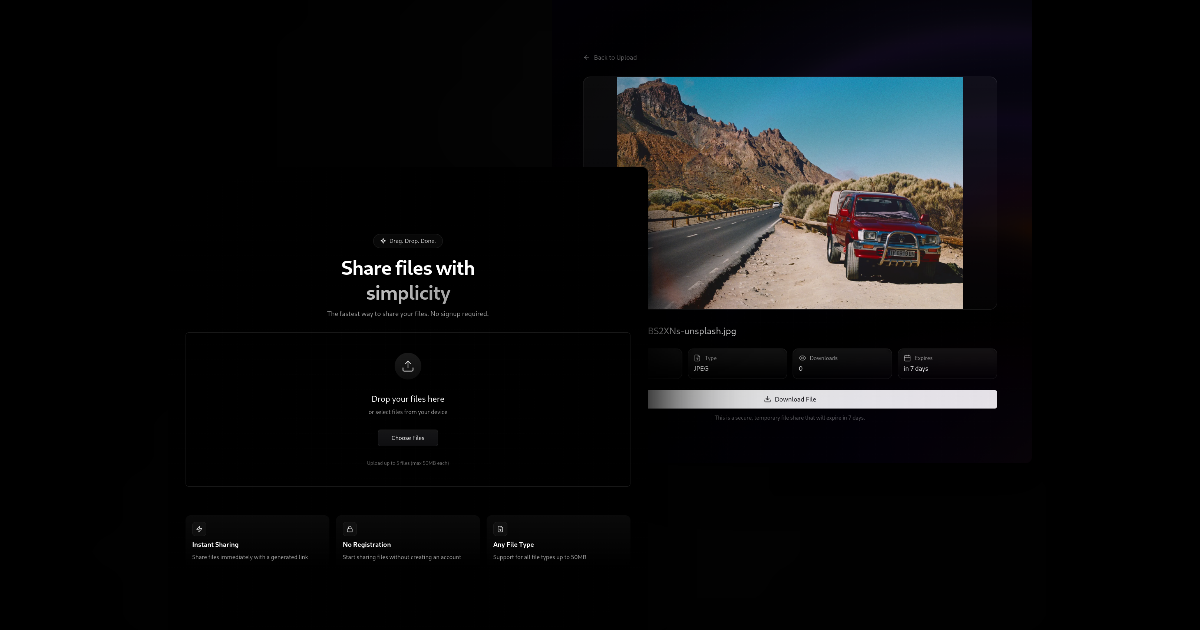 Back to Upload
Drag. Drop. Done.
Share files with
simplicity
The fastest way to share your files. No signup required.
Drop your files here
or select files from your device
Choose Files
Upload up to 5 files (max 50MB each)
Instant Sharing
Share files immediately with a generated link
No Registration
Start sharing files without creating an account
Any File Type
Support for all file types up to 50MB
BS2XNs-unsplash.jpg
Type
JPEG
Downloads
0
Expires
in 7 days
Download File
This is a secure, temporary file share that will expire in 7 days.